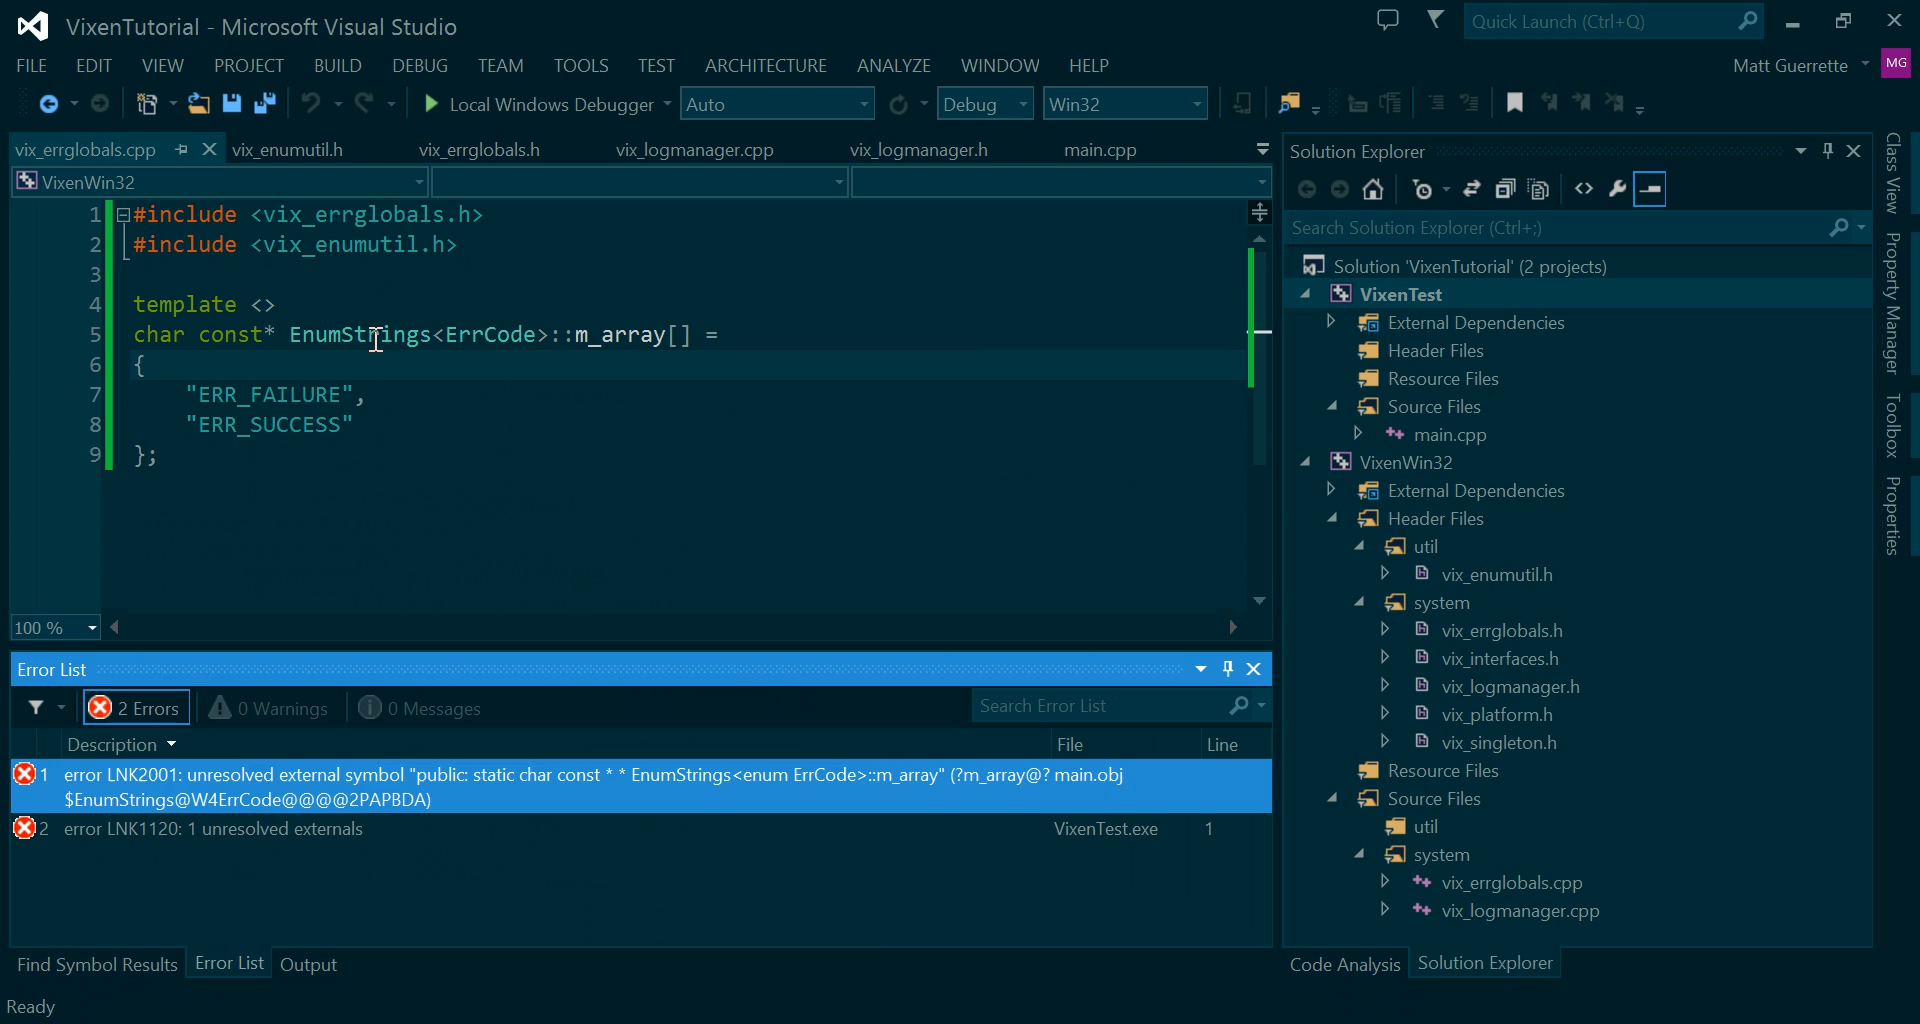 VixenTutorial - Microsoft Visual Studio
Quick Launch (Ctrl+Q)
FILE EDIT VIEW PROJECT BUILD DEBUG TEAM TOOLS TEST ARCHITECTURE ANALYZE WINDOW HELP
Matt Guerrette MG
Local Windows Debugger Auto Debug Win32
vix_errglobals.cpp vix_enumutil.h vix_errglobals.h vix_logmanager.cpp vix_logmanager.h main.cpp
VixenWin32
1 #include <vix_errglobals.h>
2 #include <vix_enumutil.h>
3
4 template <>
5 char const* EnumStrings<ErrCode>::m_array[] =
6 {
7 "ERR_FAILURE",
8 "ERR_SUCCESS"
9 };
100 %
Error List
2 Errors 0 Warnings 0 Messages
Search Error List
Description File Line
1 error LNK2001: unresolved external symbol "public: static char const * * EnumStrings<enum ErrCode>::m_array" (?m_array@? main.obj
$EnumStrings@W4ErrCode@@@@2PAPBDA)
2 error LNK1120: 1 unresolved externals VixenTest.exe 1
Find Symbol Results Error List Output
Ready
Solution Explorer
Search Solution Explorer (Ctrl+;)
Solution 'VixenTutorial' (2 projects)
VixenTest
External Dependencies
Header Files
Resource Files
Source Files
main.cpp
VixenWin32
External Dependencies
Header Files
util
vix_enumutil.h
system
vix_errglobals.h
vix_interfaces.h
vix_logmanager.h
vix_platform.h
vix_singleton.h
Resource Files
Source Files
util
system
vix_errglobals.cpp
vix_logmanager.cpp
Code Analysis Solution Explorer
Class View
Property Manager
Toolbox
Properties